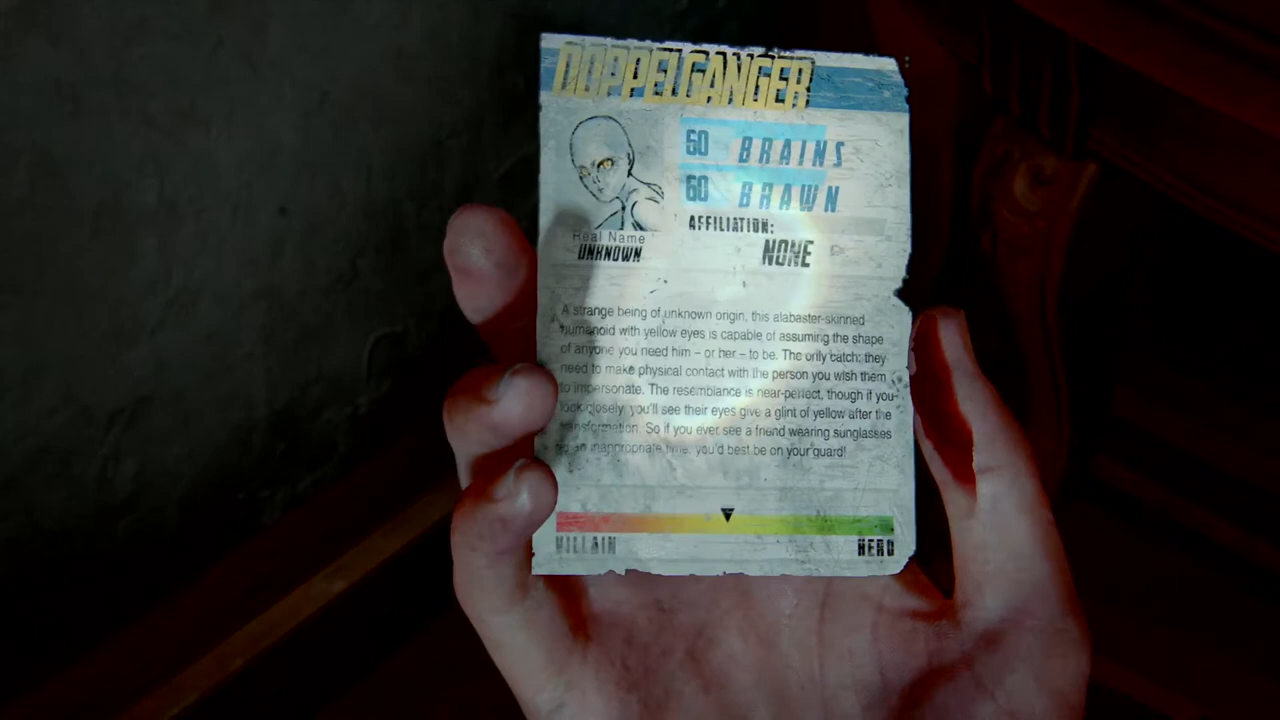 DOPPELGANGER
60 BRAINS
60 BRAWN
AFFILIATION:
NONE
Real Name
UNKNOWN
A strange being of unknown origin, this alabaster-skinned
humanoid with yellow eyes is capable of assuming the shape
of anyone you need him – or her – to be. The only catch: they
need to make physical contact with the person you wish them
to impersonate. The resemblance is near-perfect, though if you
look closely, you'll see their eyes give a glint of yellow after the
transformation. So if you ever see a friend wearing sunglasses
inappropriate time, you'd best be on your guard!
VILLAIN
HERO